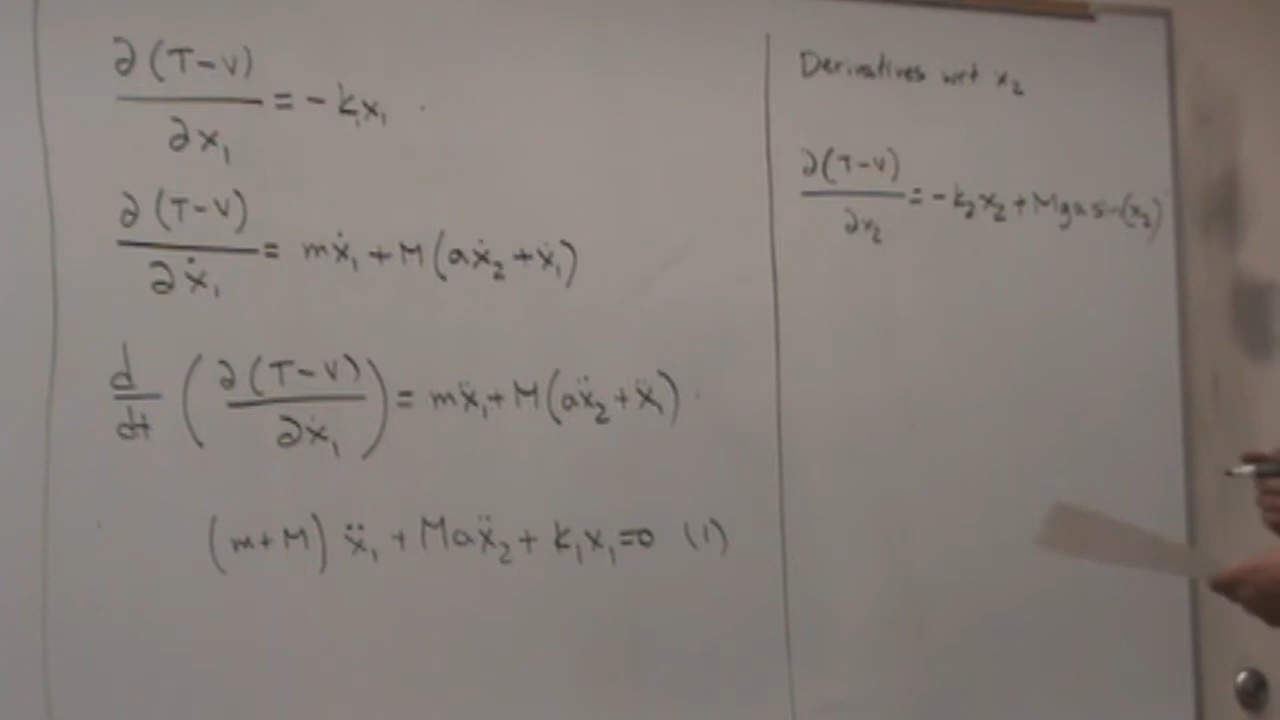 ∂(T-V)/∂x₁ = -k₁x₁
∂(T-V)/∂ẋ₁ = mẋ₁ + M(aẋ₂ + ẋ₁)
d/dt (∂(T-V)/∂ẋ₁) = mẍ₁ + M(aẍ₂ + ẍ₁)
(m+M) ẍ₁ + Maẍ₂ + k₁x₁ = 0 (1)
Derivatives wrt x₂
∂(T-V)/∂x₂ = -k₂x₂ + Mga sin(x₂)